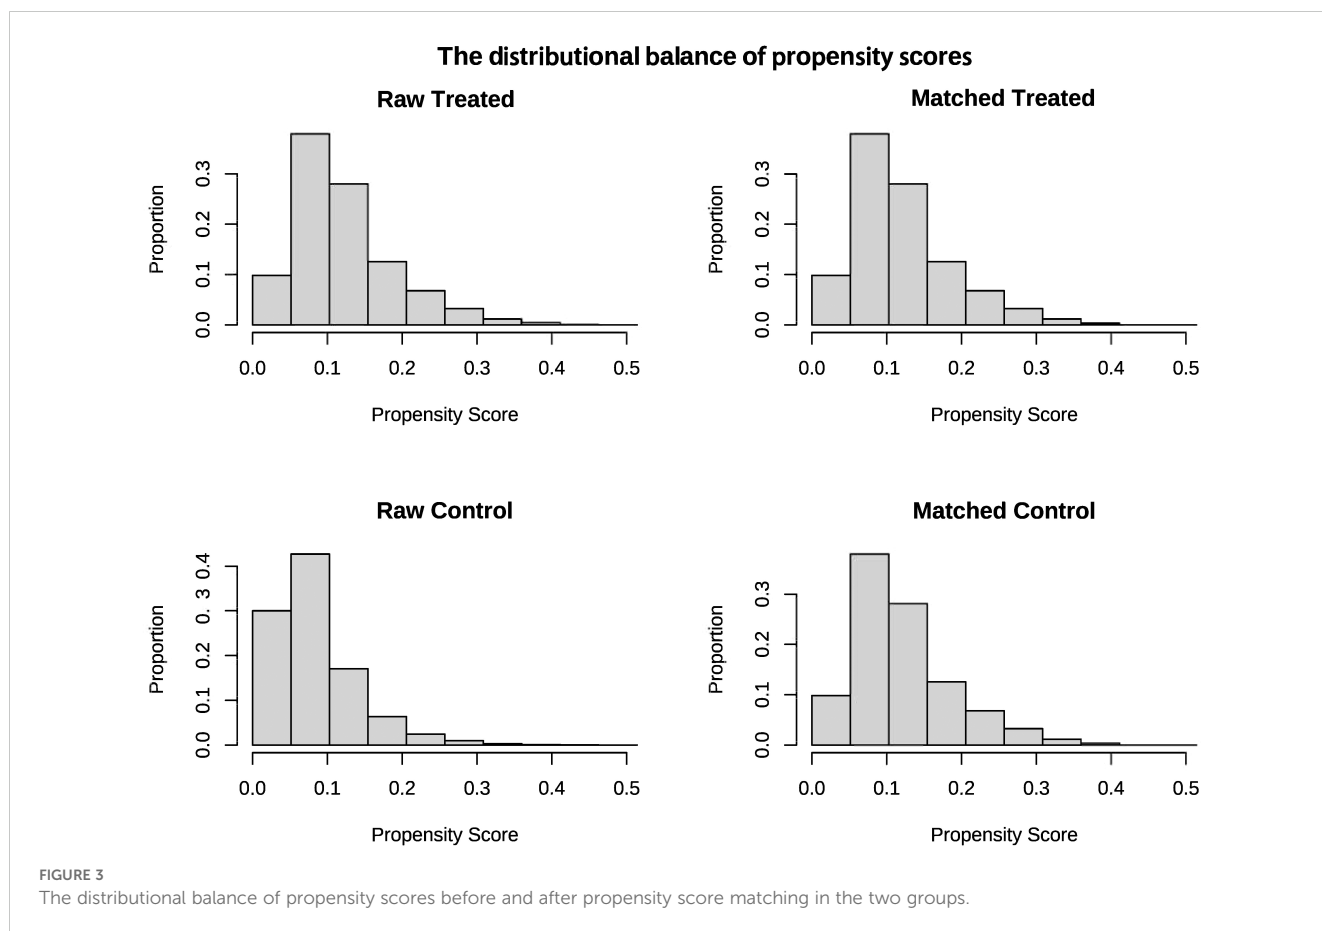 The distributional balance of propensity scores
Raw Treated
Proportion
0.0 0.1 0.2 0.3
0.0 0.1 0.2 0.3 0.4 0.5
Propensity Score
Matched Treated
Proportion
0.0 0.1 0.2 0.3
0.0 0.1 0.2 0.3 0.4 0.5
Propensity Score
Raw Control
Proportion
0.0 0.1 0.2 0. 3 0.4
0.0 0.1 0.2 0.3 0.4 0.5
Propensity Score
Matched Control
Proportion
0.0 0.1 0.2 0.3
0.0 0.1 0.2 0.3 0.4 0.5
Propensity Score
FIGURE 3
The distributional balance of propensity scores before and after propensity score matching in the two groups.